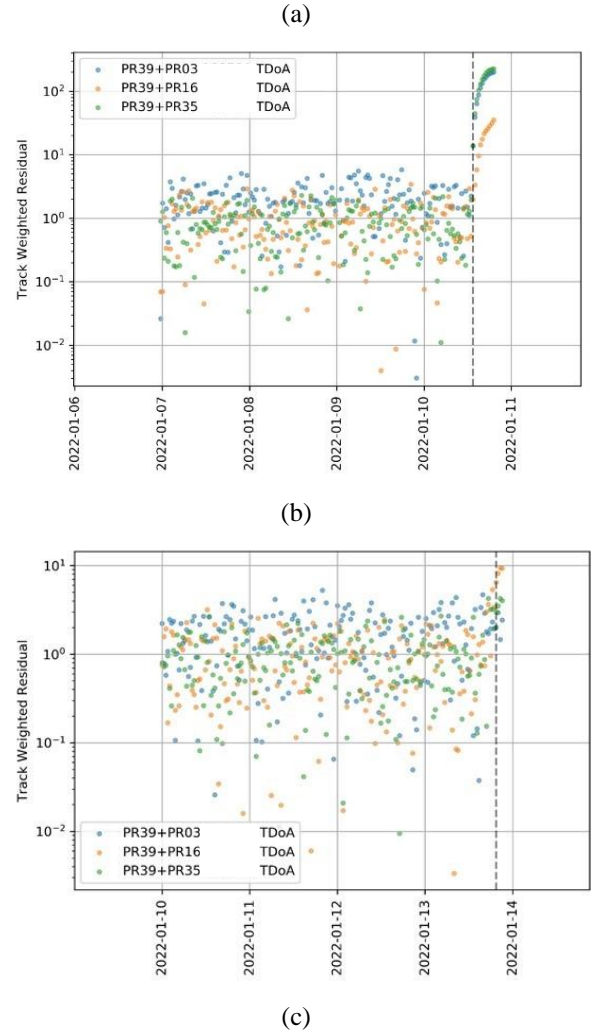 (a)
10²
10¹
10⁰
10⁻¹
10⁻²
Track Weighted Residual
PR39+PR03 TDoA
PR39+PR16 TDoA
PR39+PR35 TDoA
2022-01-06
2022-01-07
2022-01-08
2022-01-09
2022-01-10
2022-01-11
(b)
10¹
10⁰
10⁻¹
10⁻²
Track Weighted Residual
PR39+PR03 TDoA
PR39+PR16 TDoA
PR39+PR35 TDoA
2022-01-10
2022-01-11
2022-01-12
2022-01-13
2022-01-14
(c)